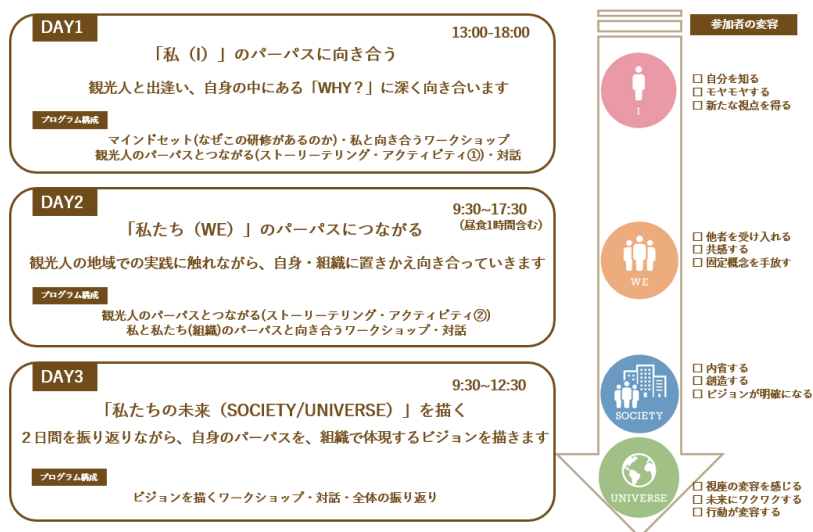 DAY1
13:00-18:00
「私（I）」のパーパスに向き合う
観光人と出逢い、自身の中にある「WHY？」に深く向き合います
プログラム構成
マインドセット(なぜこの研修があるのか)・私と向き合うワークショップ
観光人のパーパスとつながる(ストーリーテリング・アクティビティ①)・対話
DAY2
9:30~17:30
（昼食1時間含む）
「私たち（WE）」のパーパスにつながる
観光人の地域での実践に触れながら、自身・組織に置きかえ向き合っていきます
プログラム構成
観光人のパーパスとつながる(ストーリーテリング・アクティビティ②)
私と私たち(組織)のパーパスと向き合うワークショップ・対話
DAY3
9:30~12:30
「私たちの未来（SOCIETY/UNIVERSE）」を描く
２日間を振り返りながら、自身のパーパスを、組織で体現するビジョンを描きます
プログラム構成
ビジョンを描くワークショップ・対話・全体の振り返り
参加者の変容
I
□ 自分を知る
□ モヤモヤする
□ 新たな視点を得る
WE
□ 他者を受け入れる
□ 共感する
□ 固定概念を手放す
SOCIETY
□ 内省する
□ 創造する
□ ビジョンが明確になる
UNIVERSE
□ 視座の変容を感じる
□ 未来にワクワクする
□ 行動が変容する